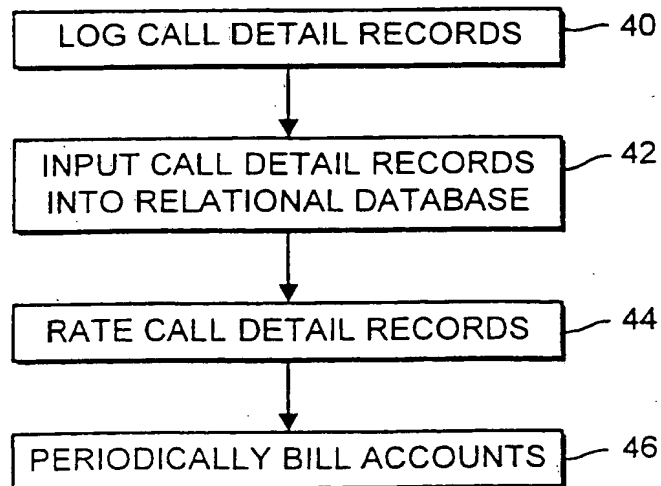 LOG CALL DETAIL RECORDS 40
INPUT CALL DETAIL RECORDS 42
INTO RELATIONAL DATABASE
RATE CALL DETAIL RECORDS 44
PERIODICALLY BILL ACCOUNTS 46